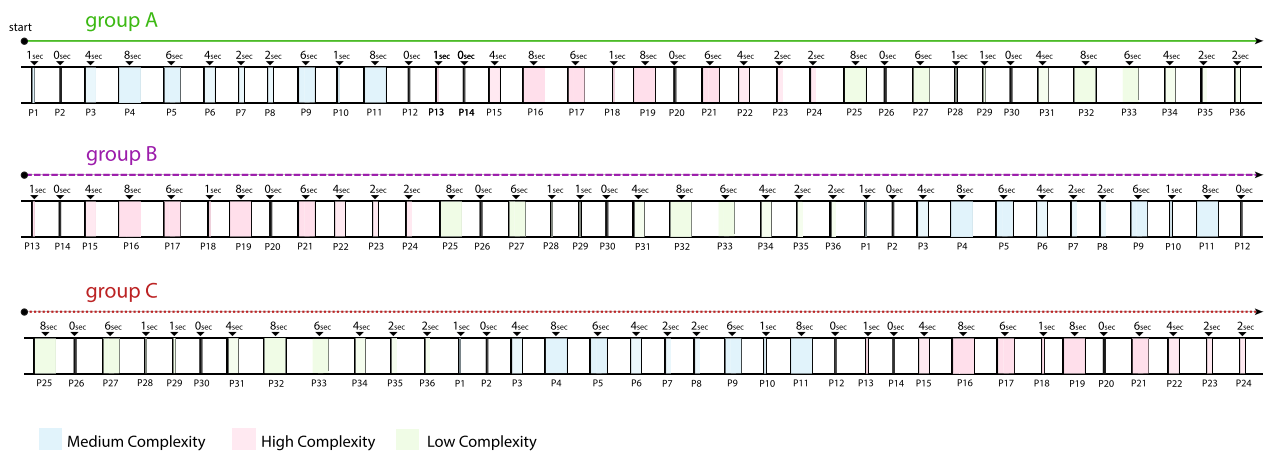 group A
start
1sec 0sec 4sec 8sec 6sec 4sec 2sec 2sec 6sec 1sec 8sec 0sec 1sec 0sec 4sec 8sec 6sec 1sec 8sec 0sec 6sec 4sec 2sec 2sec 8sec 0sec 6sec 1sec 1sec 0sec 4sec 8sec 6sec 4sec 2sec 2sec
P1 P2 P3 P4 P5 P6 P7 P8 P9 P10 P11 P12 P13 P14 P15 P16 P17 P18 P19 P20 P21 P22 P23 P24 P25 P26 P27 P28 P29 P30 P31 P32 P33 P34 P35 P36
group B
1sec 0sec 4sec 8sec 6sec 1sec 8sec 0sec 6sec 4sec 2sec 2sec 8sec 0sec 6sec 1sec 1sec 0sec 4sec 8sec 6sec 4sec 2sec 2sec 1sec 0sec 4sec 8sec 6sec 4sec 2sec 2sec 6sec 1sec 8sec 0sec
P13 P14 P15 P16 P17 P18 P19 P20 P21 P22 P23 P24 P25 P26 P27 P28 P29 P30 P31 P32 P33 P34 P35 P36 P1 P2 P3 P4 P5 P6 P7 P8 P9 P10 P11 P12
group C
8sec 0sec 6sec 1sec 1sec 0sec 4sec 8sec 6sec 4sec 2sec 2sec 1sec 0sec 4sec 8sec 6sec 4sec 2sec 2sec 6sec 1sec 8sec 0sec 1sec 0sec 4sec 8sec 6sec 1sec 8sec 0sec 6sec 4sec 2sec 2sec
P25 P26 P27 P28 P29 P30 P31 P32 P33 P34 P35 P36 P1 P2 P3 P4 P5 P6 P7 P8 P9 P10 P11 P12 P13 P14 P15 P16 P17 P18 P19 P20 P21 P22 P23 P24
Medium Complexity High Complexity Low Complexity